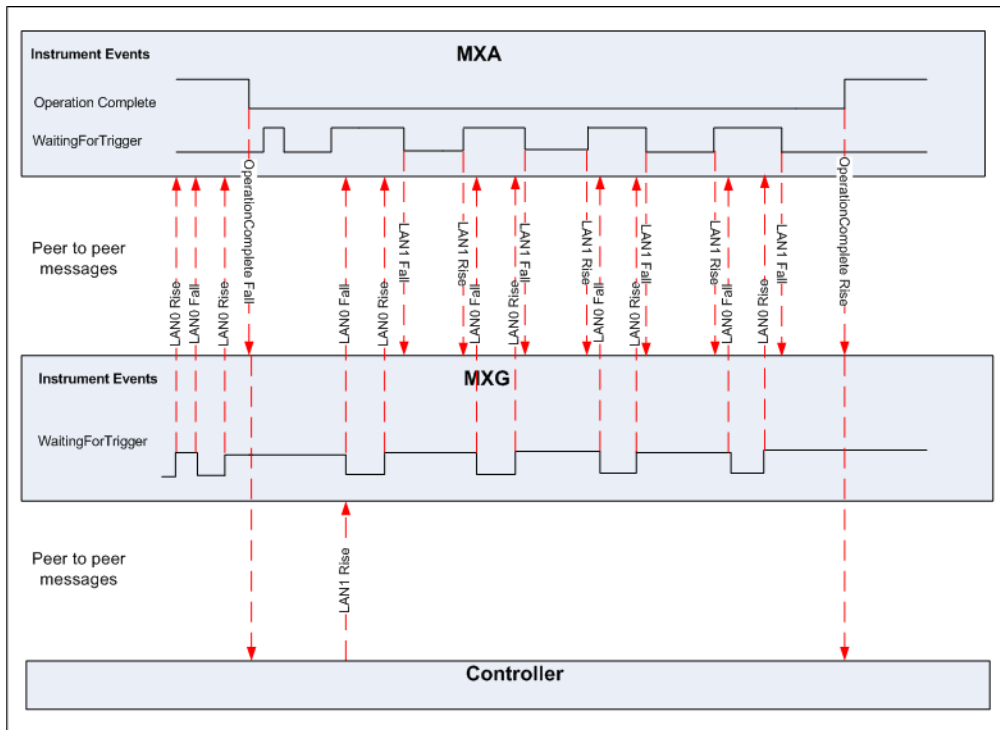 MXA
Instrument Events
Operation Complete
WaitingForTrigger
Peer to peer
messages
LAN0 Rise
LAN0 Fall
LAN0 Rise
OperationComplete Fall
LAN0 Fall
LAN0 Rise
LAN1 Fall
LAN1 Rise
LAN0 Fall
LAN0 Rise
LAN1 Fall
LAN1 Rise
LAN0 Fall
LAN0 Rise
LAN1 Fall
LAN1 Rise
LAN0 Fall
LAN0 Rise
LAN1 Fall
OperationComplete Rise
Instrument Events
MXG
WaitingForTrigger
Peer to peer
messages
LAN1 Rise
Controller